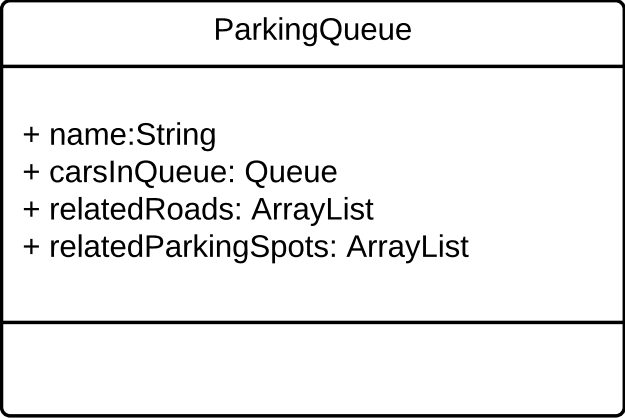 ParkingQueue
+ name:String
+ carsInQueue: Queue
+ relatedRoads: ArrayList
+ relatedParkingSpots: ArrayList